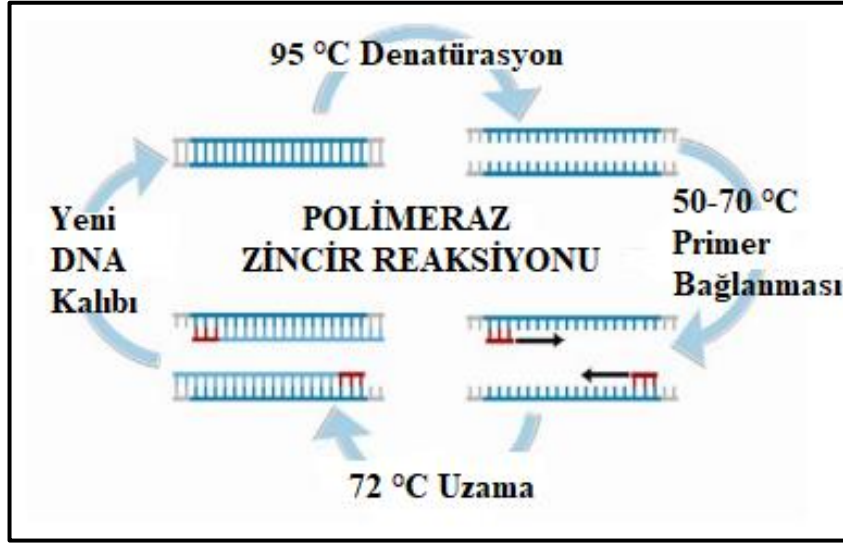 95 °C Denatürasyon
POLİMERAZ
ZİNCİR REAKSİYONU
50-70 °C
Primer
Bağlanması
72 °C Uzama
Yeni
DNA
Kalıbı